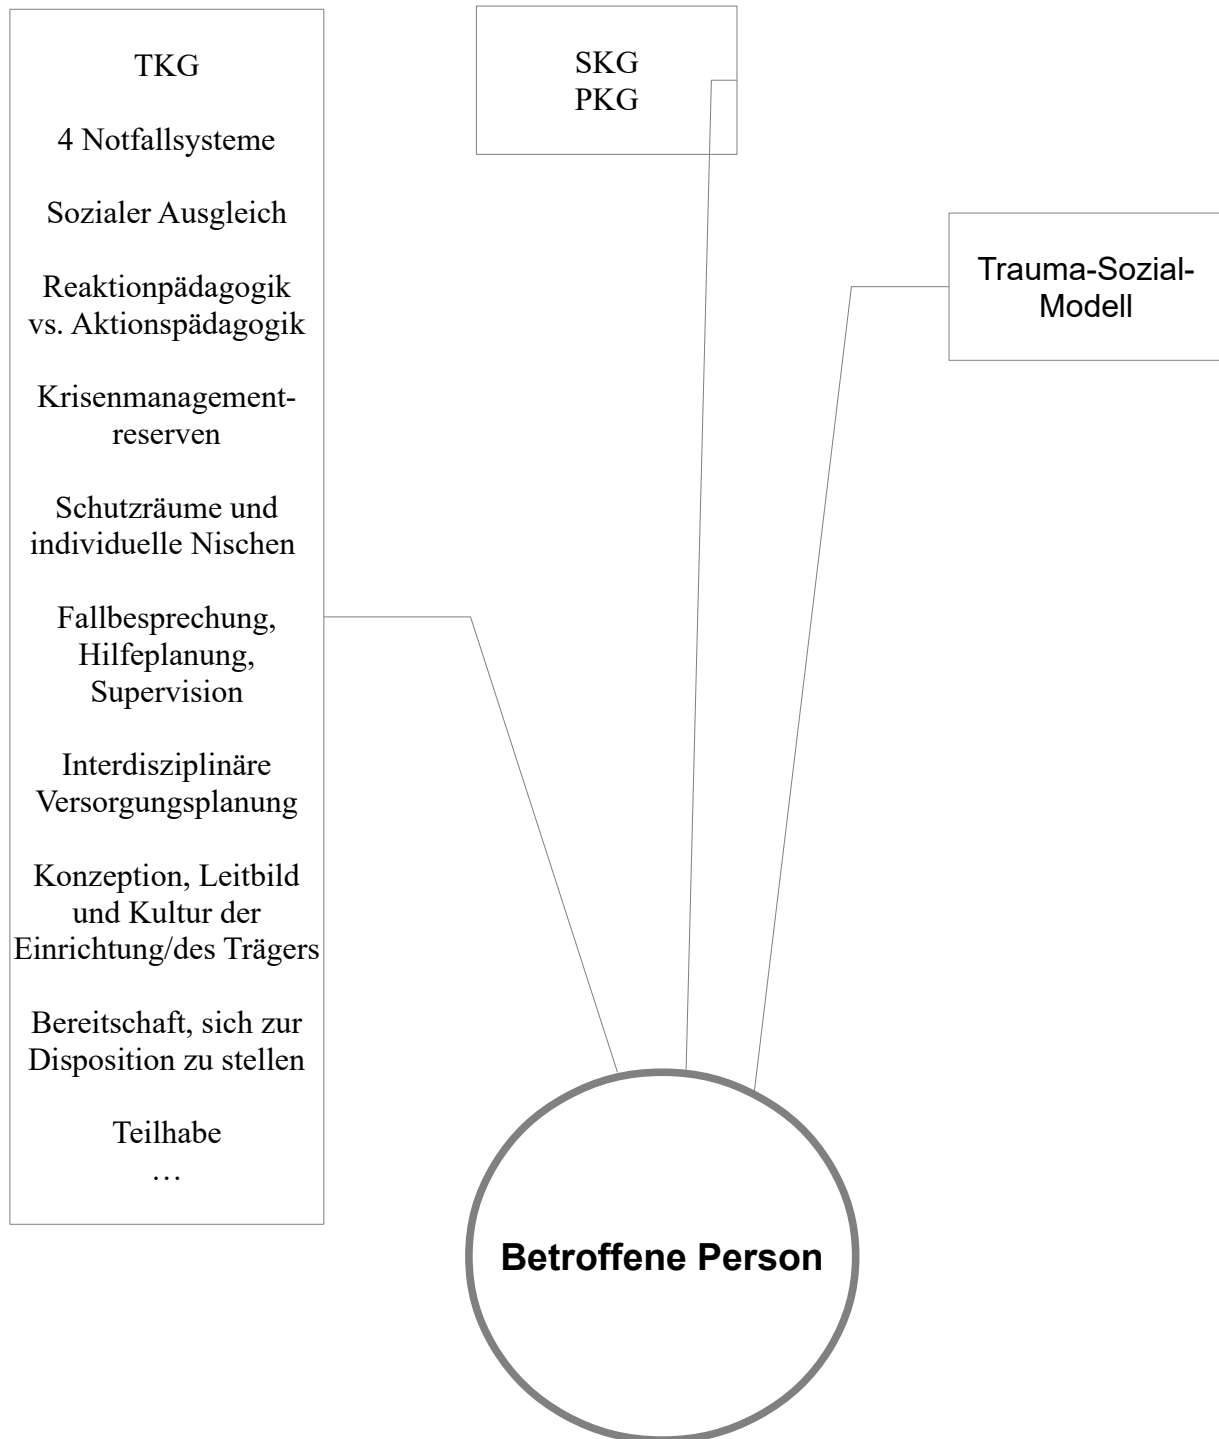 TKG
4 Notfallsysteme
Sozialer Ausgleich
Reaktionpädagogik
vs. Aktionspädagogik
Krisenmanagement-
reserven
Schutzräume und
individuelle Nischen
Fallbesprechung,
Hilfeplanung,
Supervision
Interdisziplinäre
Versorgungsplanung
Konzeption, Leitbild
und Kultur der
Einrichtung/des Trägers
Bereitschaft, sich zur
Disposition zu stellen
Teilhabe
…
SKG
PKG
Trauma-Sozial-
Modell
Betroffene Person